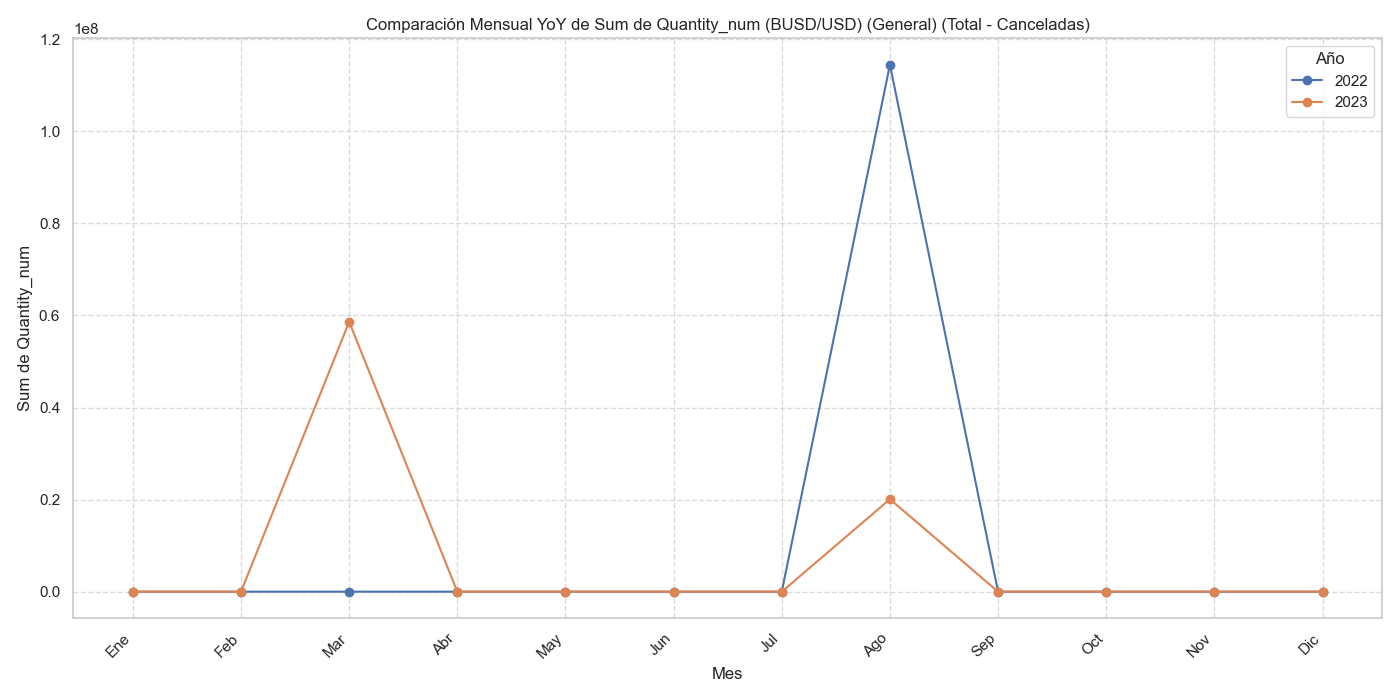 Comparación Mensual YoY de Sum de Quantity_num (BUSD/USD) (General) (Total - Canceladas)
1e8
1.2
1.0
0.8
0.6
0.4
0.2
0.0
Sum de Quantity_num
Año
2022
2023
Ene
Feb
Mar
Abr
May
Jun
Jul
Ago
Sep
Oct
Nov
Dic
Mes